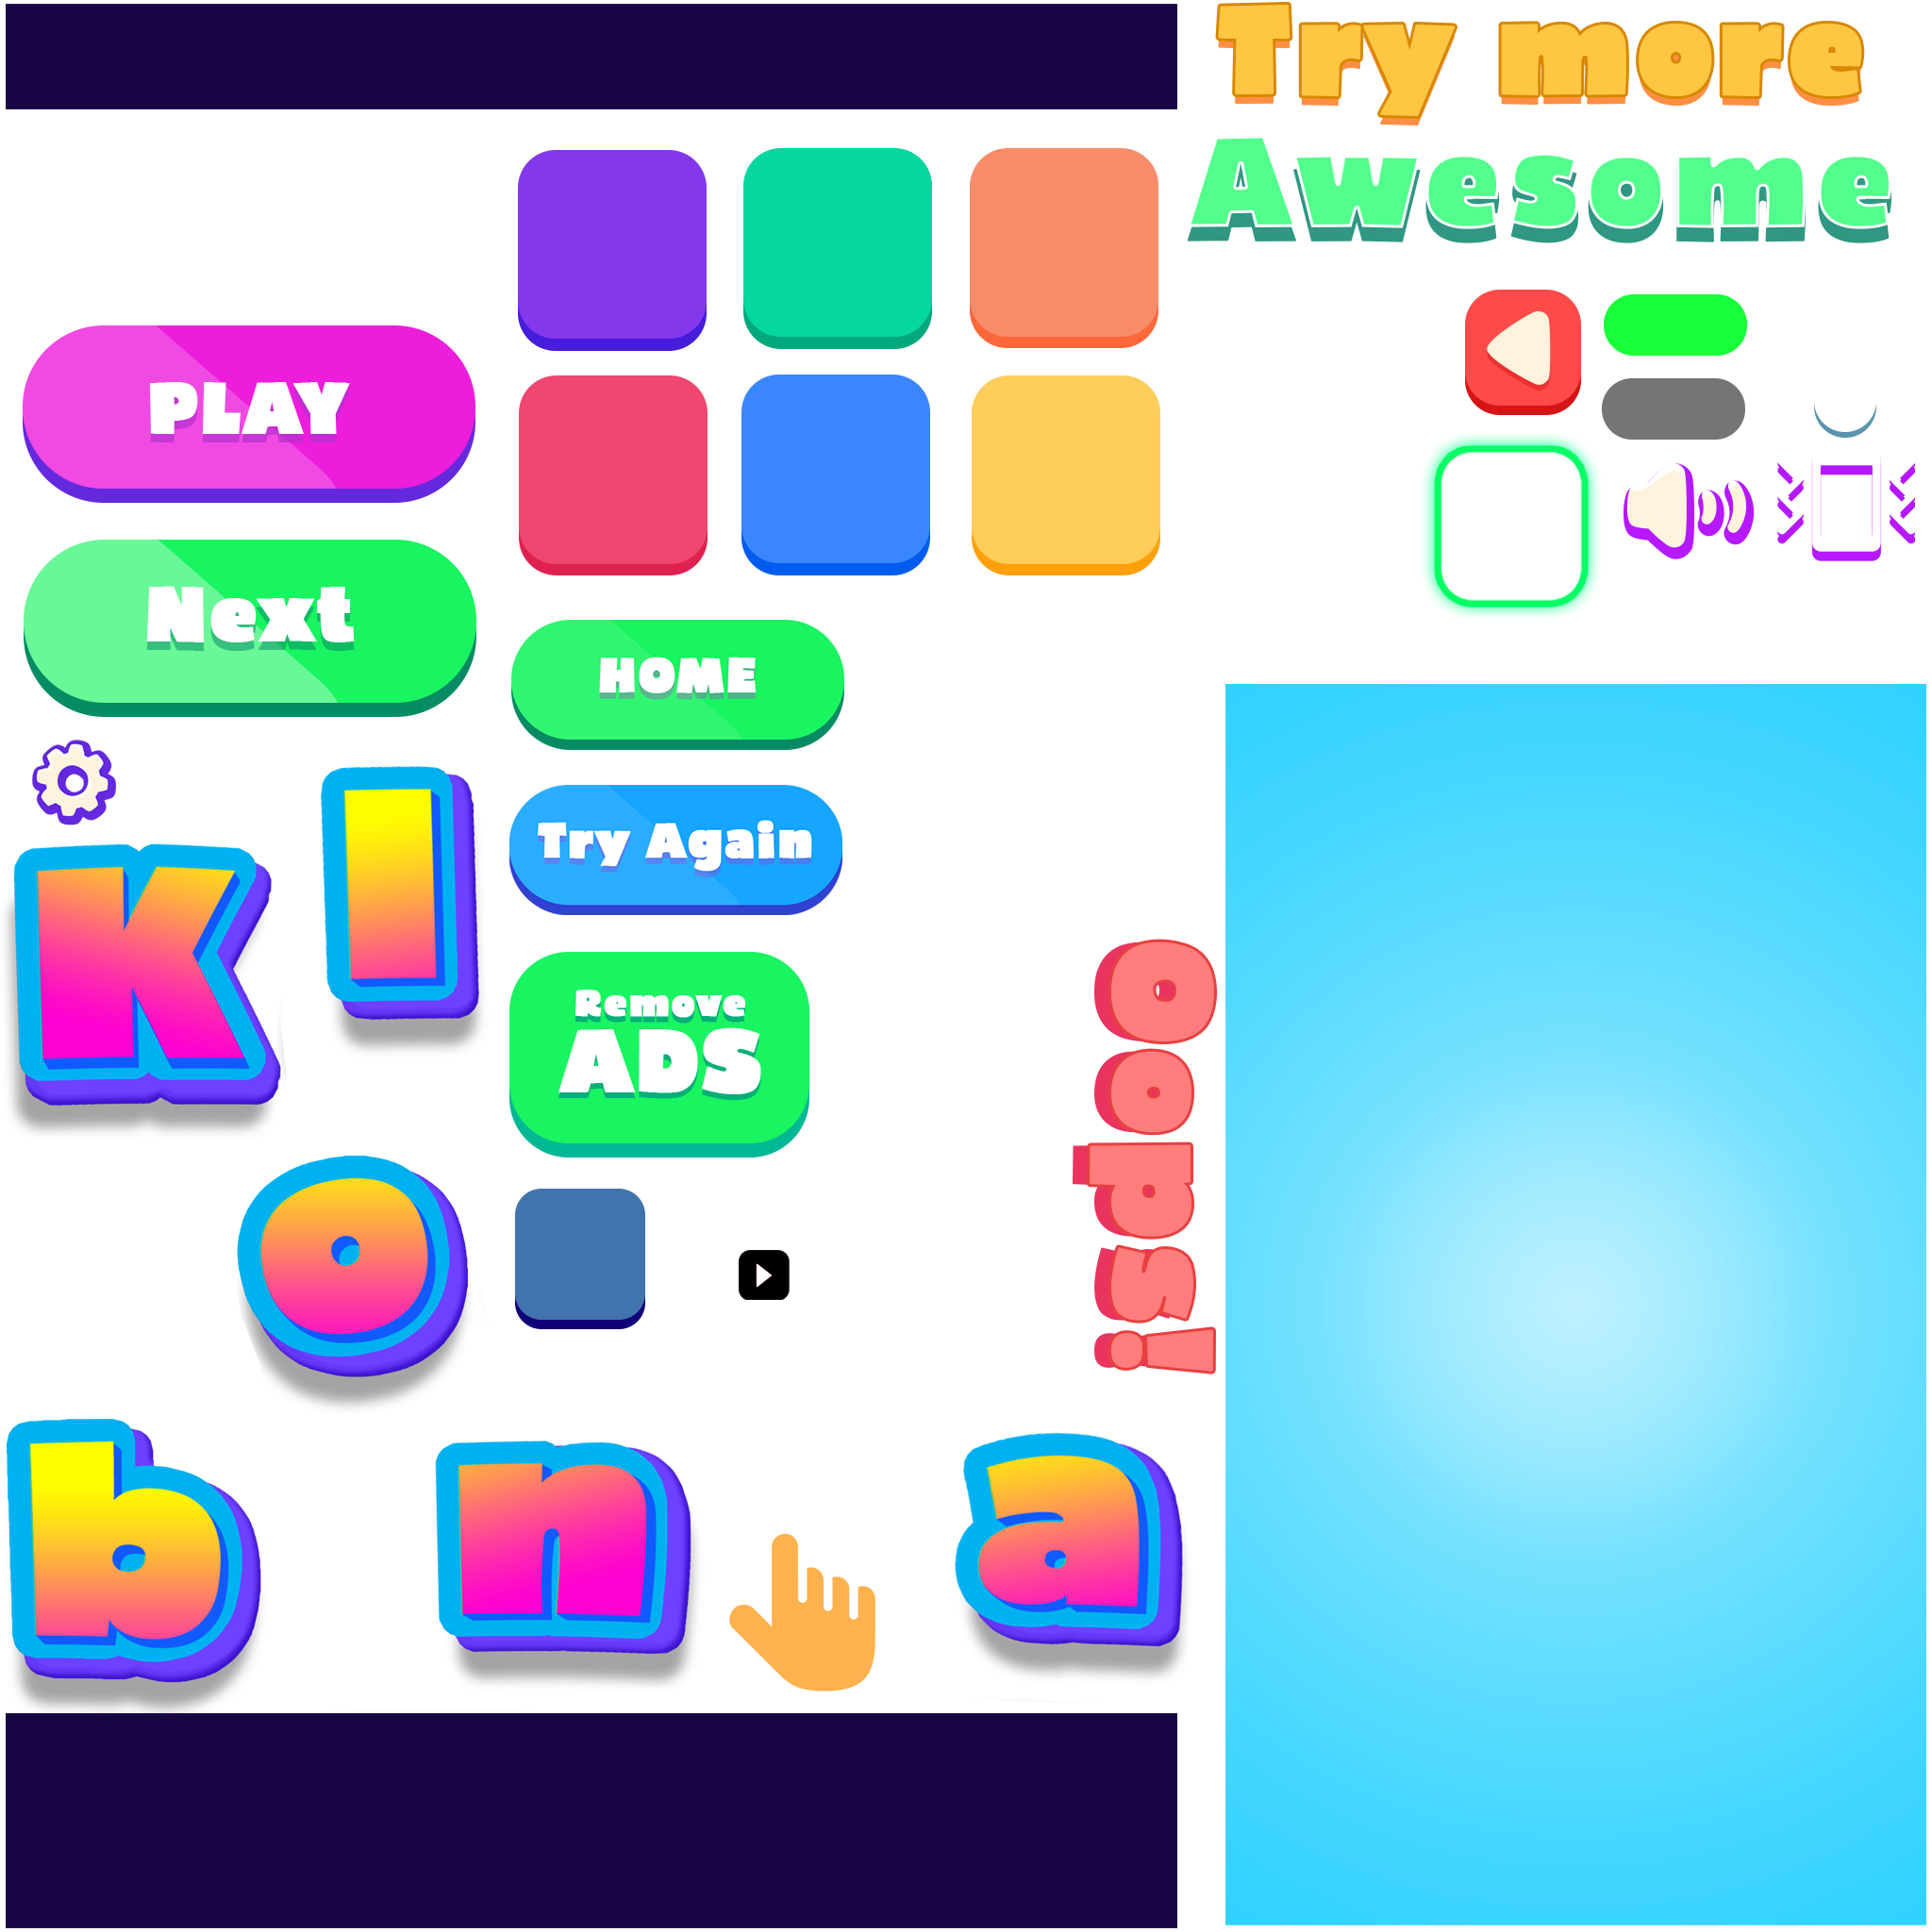 Try more
Awesome
PLAY
Next
HOME
Try Again
Remove
ADS
K
I
o
b
n
a
Oops!